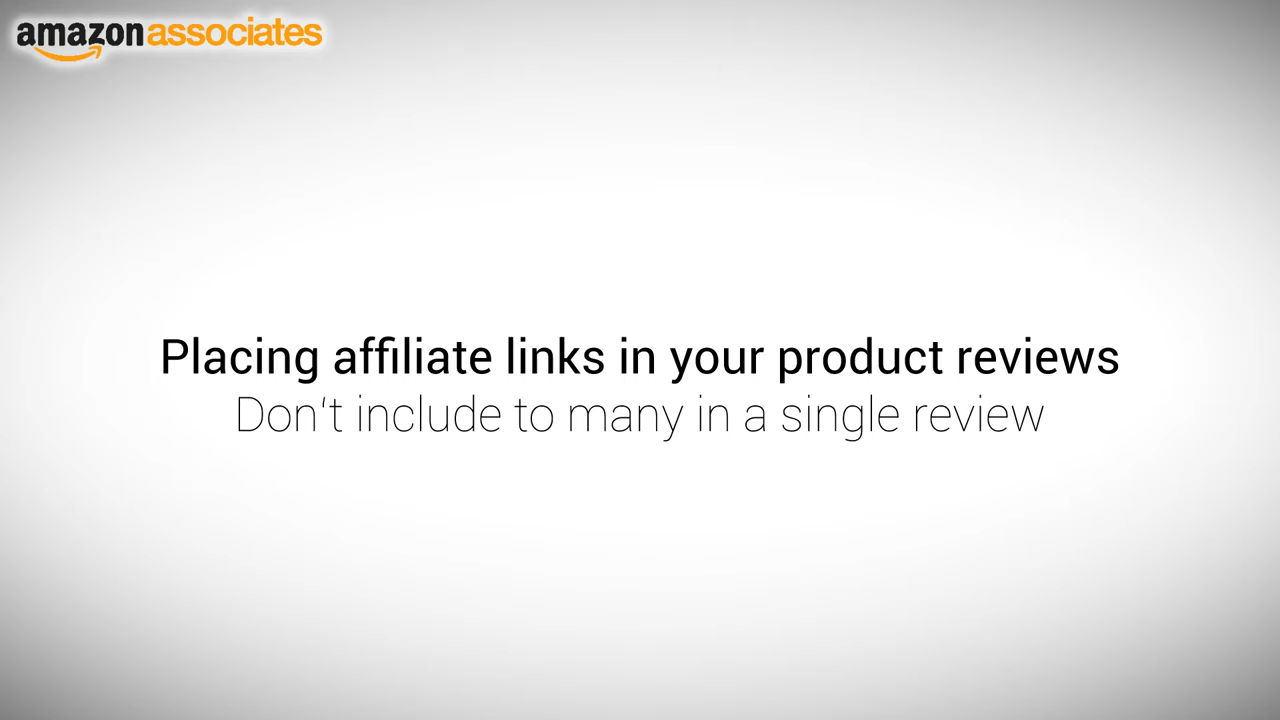 amazonassociates
Placing affiliate links in your product reviews
Don't include to many in a single review